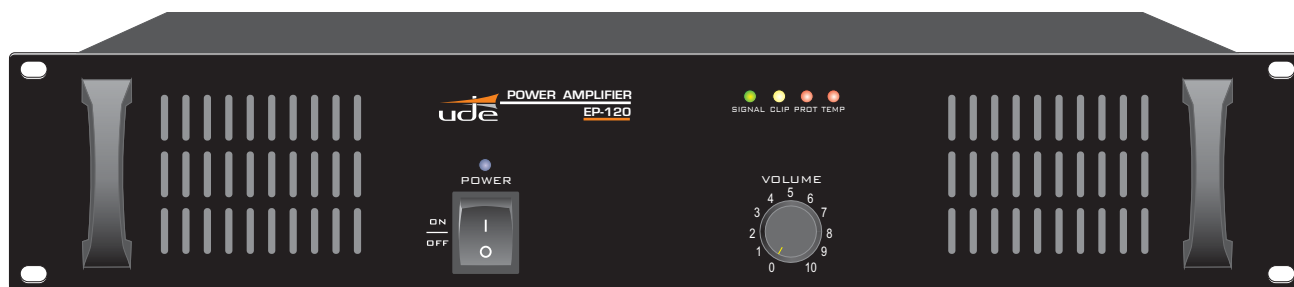 ude
POWER AMPLIFIER
EP-120
SIGNAL CLIP PROT TEMP
POWER
ON
OFF
I
O
VOLUME
0 1 2 3 4 5 6 7 8 9 10